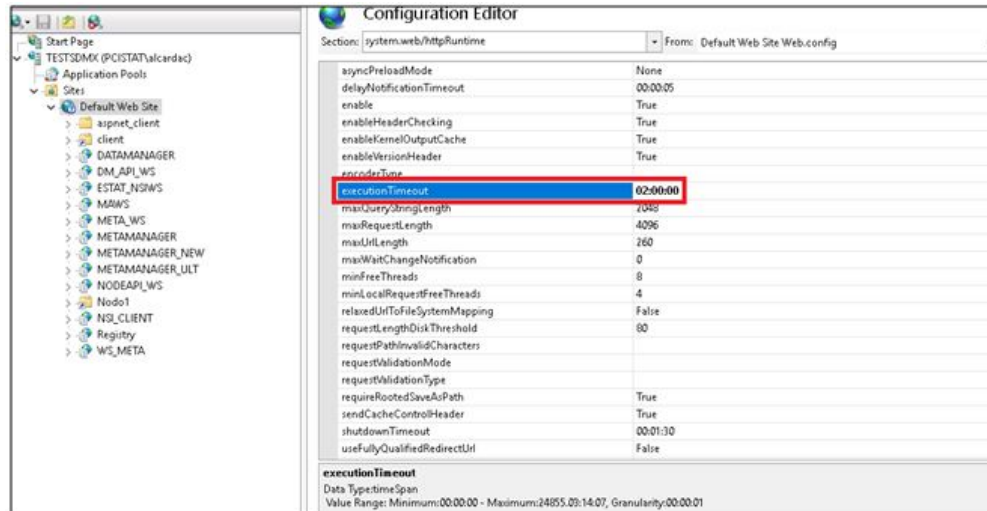 Configuration Editor
Section: system.web/httpRuntime From: Default Web Site Web.config
Start Page
TESTSDMX (PCISTAT\alcardac)
Application Pools
Sites
Default Web Site
aspnet_client
client
DATAMANAGER
DM_API_WS
ESTAT_NSIWS
MAWS
META_WS
METAMANAGER
METAMANAGER_NEW
METAMANAGER_ULT
NODEAPI_WS
Nodo1
NSI_CLIENT
Registry
WS_META
asyncPreloadMode None
delayNotificationTimeout 00:00:05
enable True
enableHeaderChecking True
enableKernelOutputCache True
enableVersionHeader True
encoderType
executionTimeout 02:00:00
maxQueryStringLength 2048
maxRequestLength 4096
maxUrlLength 260
maxWaitChangeNotification 0
minFreeThreads 8
minLocalRequestFreeThreads 4
relaxedUrlToFileSystemMapping False
requestLengthDiskThreshold 80
requestPathInvalidCharacters
requestValidationMode
requestValidationType
requireRootedSaveAsPath True
sendCacheControlHeader True
shutdownTimeout 00:01:30
useFullyQualifiedRedirectUrl False
executionTimeout
Data Type:timeSpan
Value Range: Minimum:00:00:00 - Maximum:24855.03:14:07, Granularity:00:00:01